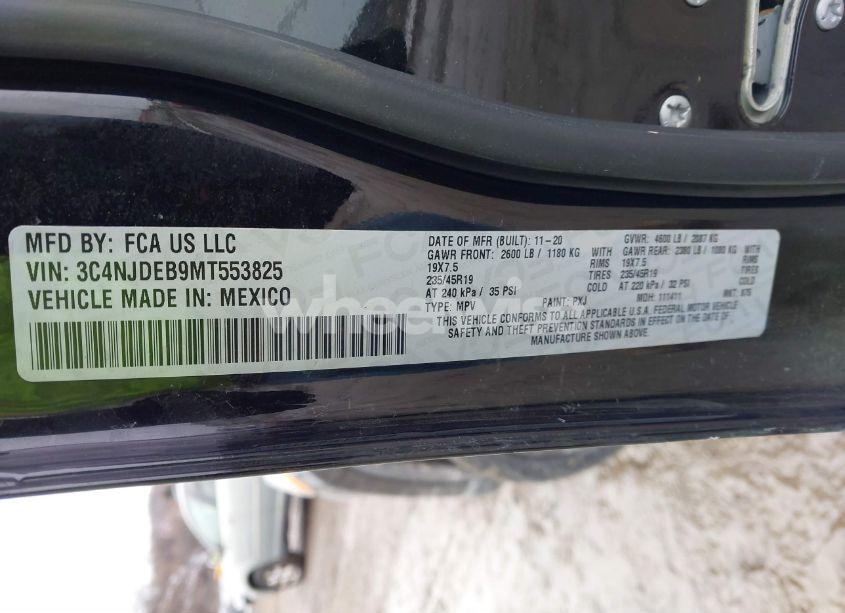 MFD BY: FCA US LLC
VIN: 3C4NJDEB9MT553825
VEHICLE MADE IN: MEXICO
DATE OF MFR (BUILT): 11-20 GVWR: 4600 LB / 2087 KG
GAWR FRONT: 2600 LB / 1180 KG WITH GAWR REAR: 2380 LB / 1080 KG WITH
19X7.5 RIMS 19X7.5 RIMS
235/45R19 TIRES 235/45R19 TIRES
AT 240 kPa / 35 PSI COLD AT 220 kPa / 32 PSI COLD
TYPE: MPV PAINT: PXJ MDH: 111411 MNT: 876
THIS VEHICLE CONFORMS TO ALL APPLICABLE U.S.A. FEDERAL MOTOR VEHICLE
SAFETY AND THEFT PREVENTION STANDARDS IN EFFECT ON THE DATE OF
MANUFACTURE SHOWN ABOVE.